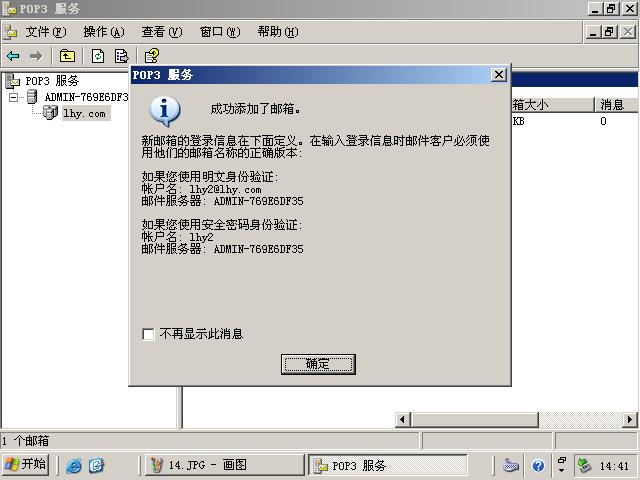 POP3 服务
文件(F) 操作(A) 查看(V) 窗口(W) 帮助(H)
POP3 服务
ADMIN-769E6DF3
lhy.com
箱大小 消息
KB 0
POP3 服务
成功添加了邮箱。
新邮箱的登录信息在下面定义。在输入登录信息时邮件客户必须使
用他们的邮箱名称的正确版本:
如果您使用明文身份验证:
帐户名: lhy2@lhy.com
邮件服务器: ADMIN-769E6DF35
如果您使用安全密码身份验证:
帐户名: lhy2
邮件服务器: ADMIN-769E6DF35
不再显示此消息
确定
1 个邮箱
开始 14.JPG - 画图 POP3 服务 14:41